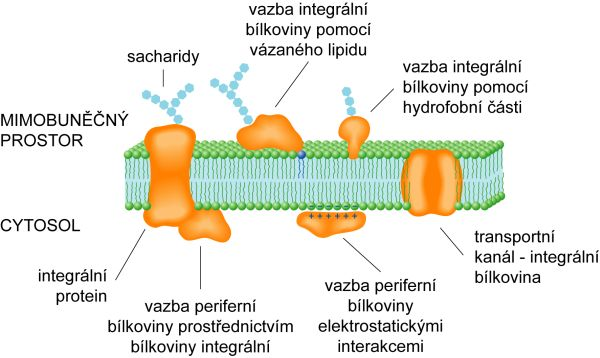 vazba integrální
bílkoviny pomocí
vázaného lipidu
sacharidy
vazba integrální
bílkoviny pomocí
hydrofobní části
MIMOBUNĚČNÝ
PROSTOR
CYTOSOL
integrální
protein
vazba periferní
bílkoviny prostřednictvím
bílkoviny integrální
vazba periferní
bílkoviny
elektrostatickými
interakcemi
transportní
kanál - integrální
bílkovina